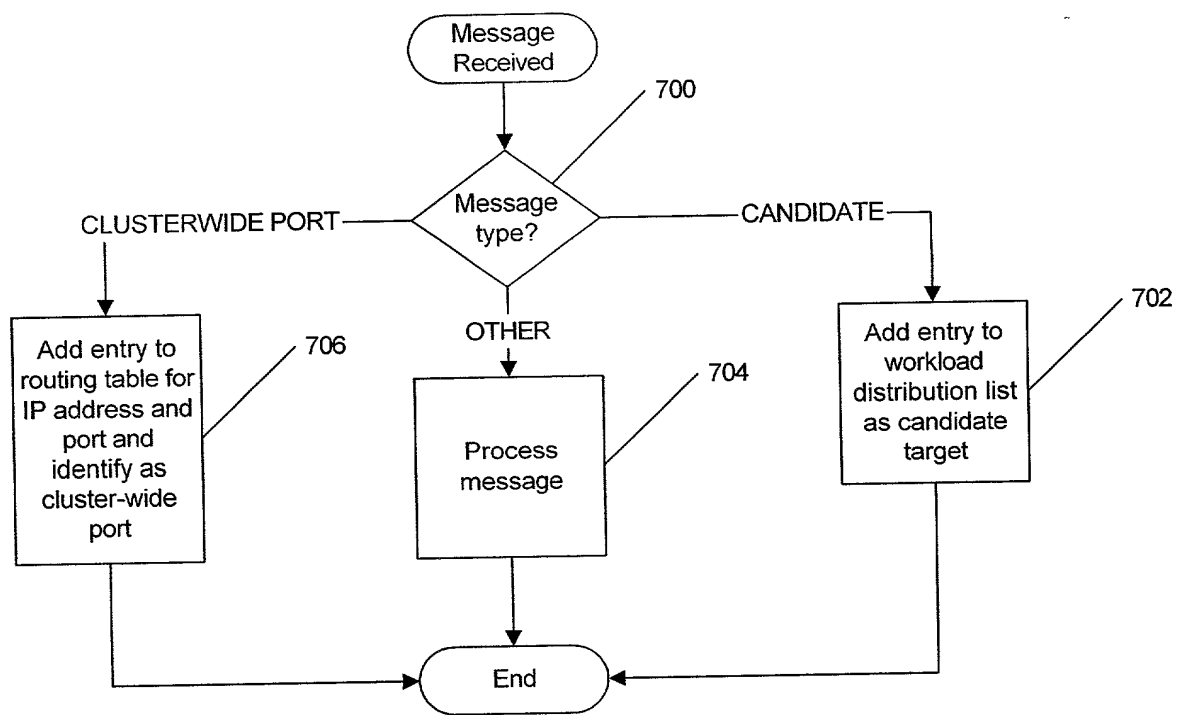 Message
Received
700
Message
type?
CLUSTERWIDE PORT
CANDIDATE
OTHER
Add entry to
routing table for
IP address and
port and
identify as
cluster-wide
port
706
Process
message
704
Add entry to
workload
distribution list
as candidate
target
702
End